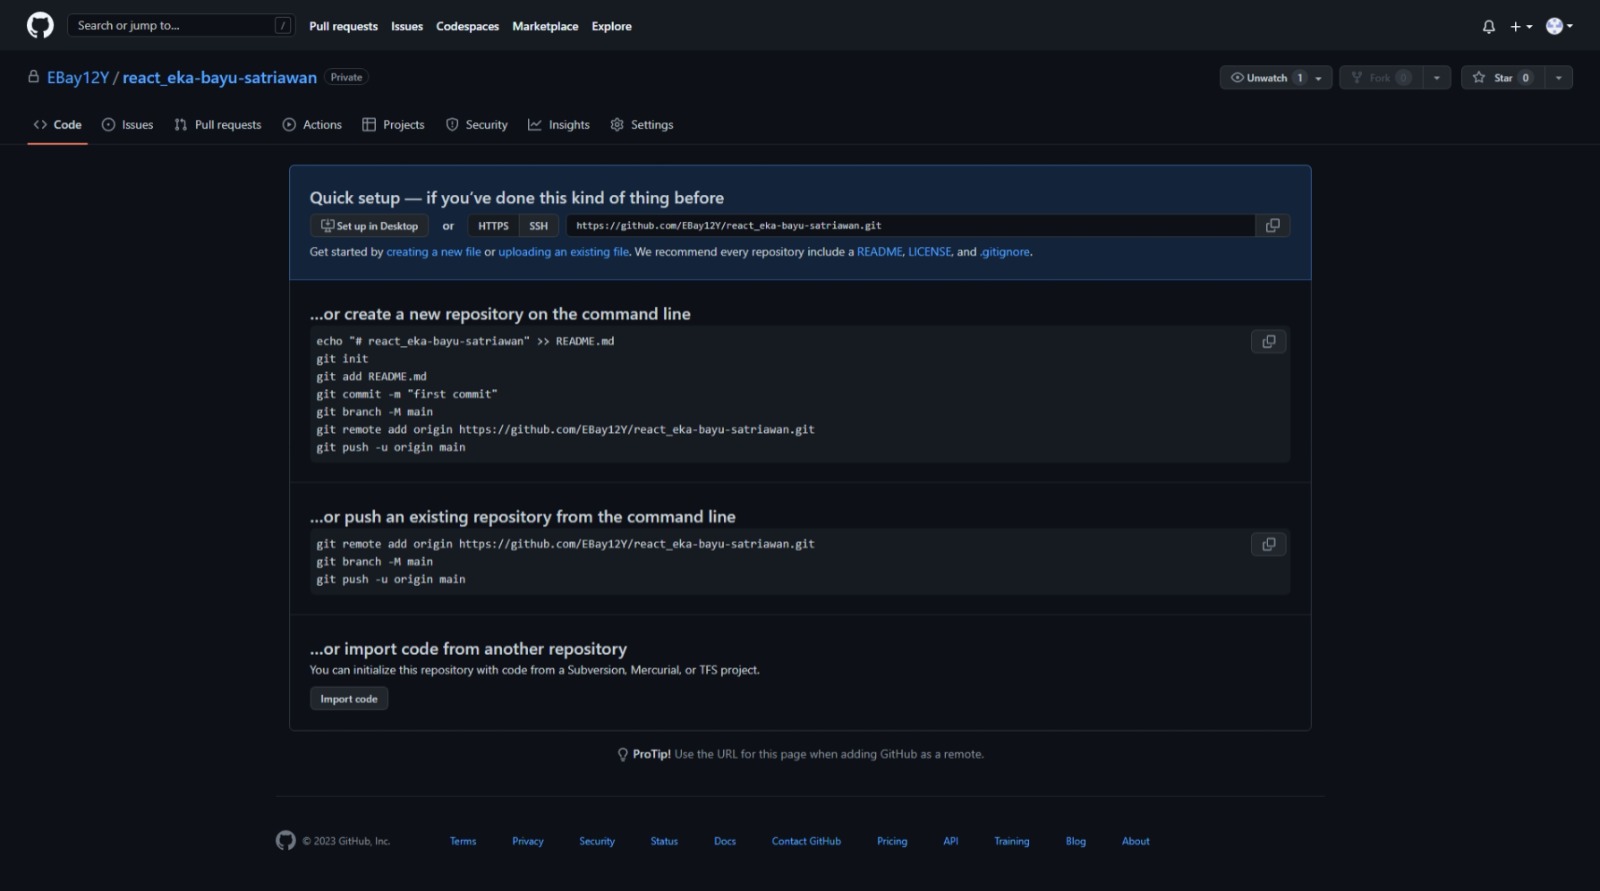 Search or jump to... /
Pull requests Issues Codespaces Marketplace Explore
EBay12Y / react_eka-bayu-satriawan Private
Unwatch 1 Fork 0 Star 0
Code Issues Pull requests Actions Projects Security Insights Settings
Quick setup — if you've done this kind of thing before
Set up in Desktop or HTTPS SSH https://github.com/EBay12Y/react_eka-bayu-satriawan.git
Get started by creating a new file or uploading an existing file. We recommend every repository include a README, LICENSE, and .gitignore.
...or create a new repository on the command line
echo "# react_eka-bayu-satriawan" >> README.md
git init
git add README.md
git commit -m "first commit"
git branch -M main
git remote add origin https://github.com/EBay12Y/react_eka-bayu-satriawan.git
git push -u origin main
...or push an existing repository from the command line
git remote add origin https://github.com/EBay12Y/react_eka-bayu-satriawan.git
git branch -M main
git push -u origin main
...or import code from another repository
You can initialize this repository with code from a Subversion, Mercurial, or TFS project.
Import code
ProTip! Use the URL for this page when adding GitHub as a remote.
© 2023 GitHub, Inc. Terms Privacy Security Status Docs Contact GitHub Pricing API Training Blog About